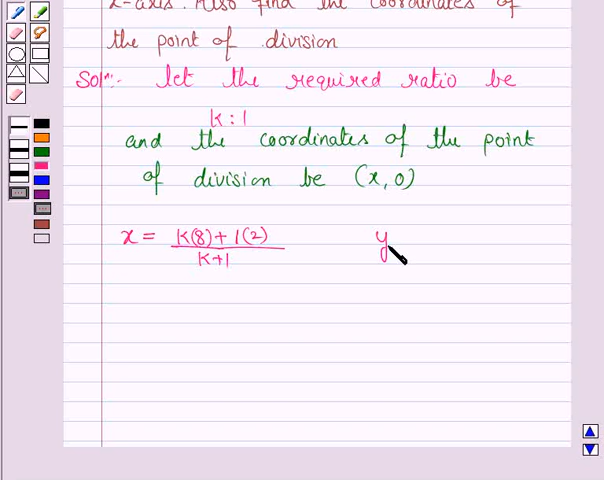 x-axis. Also find the coordinates of
the point of division
Solⁿ:- let the required ratio be
k : 1
and the coordinates of the point
of division be (x, 0)
x = K(8) + 1(2) / K+1 y